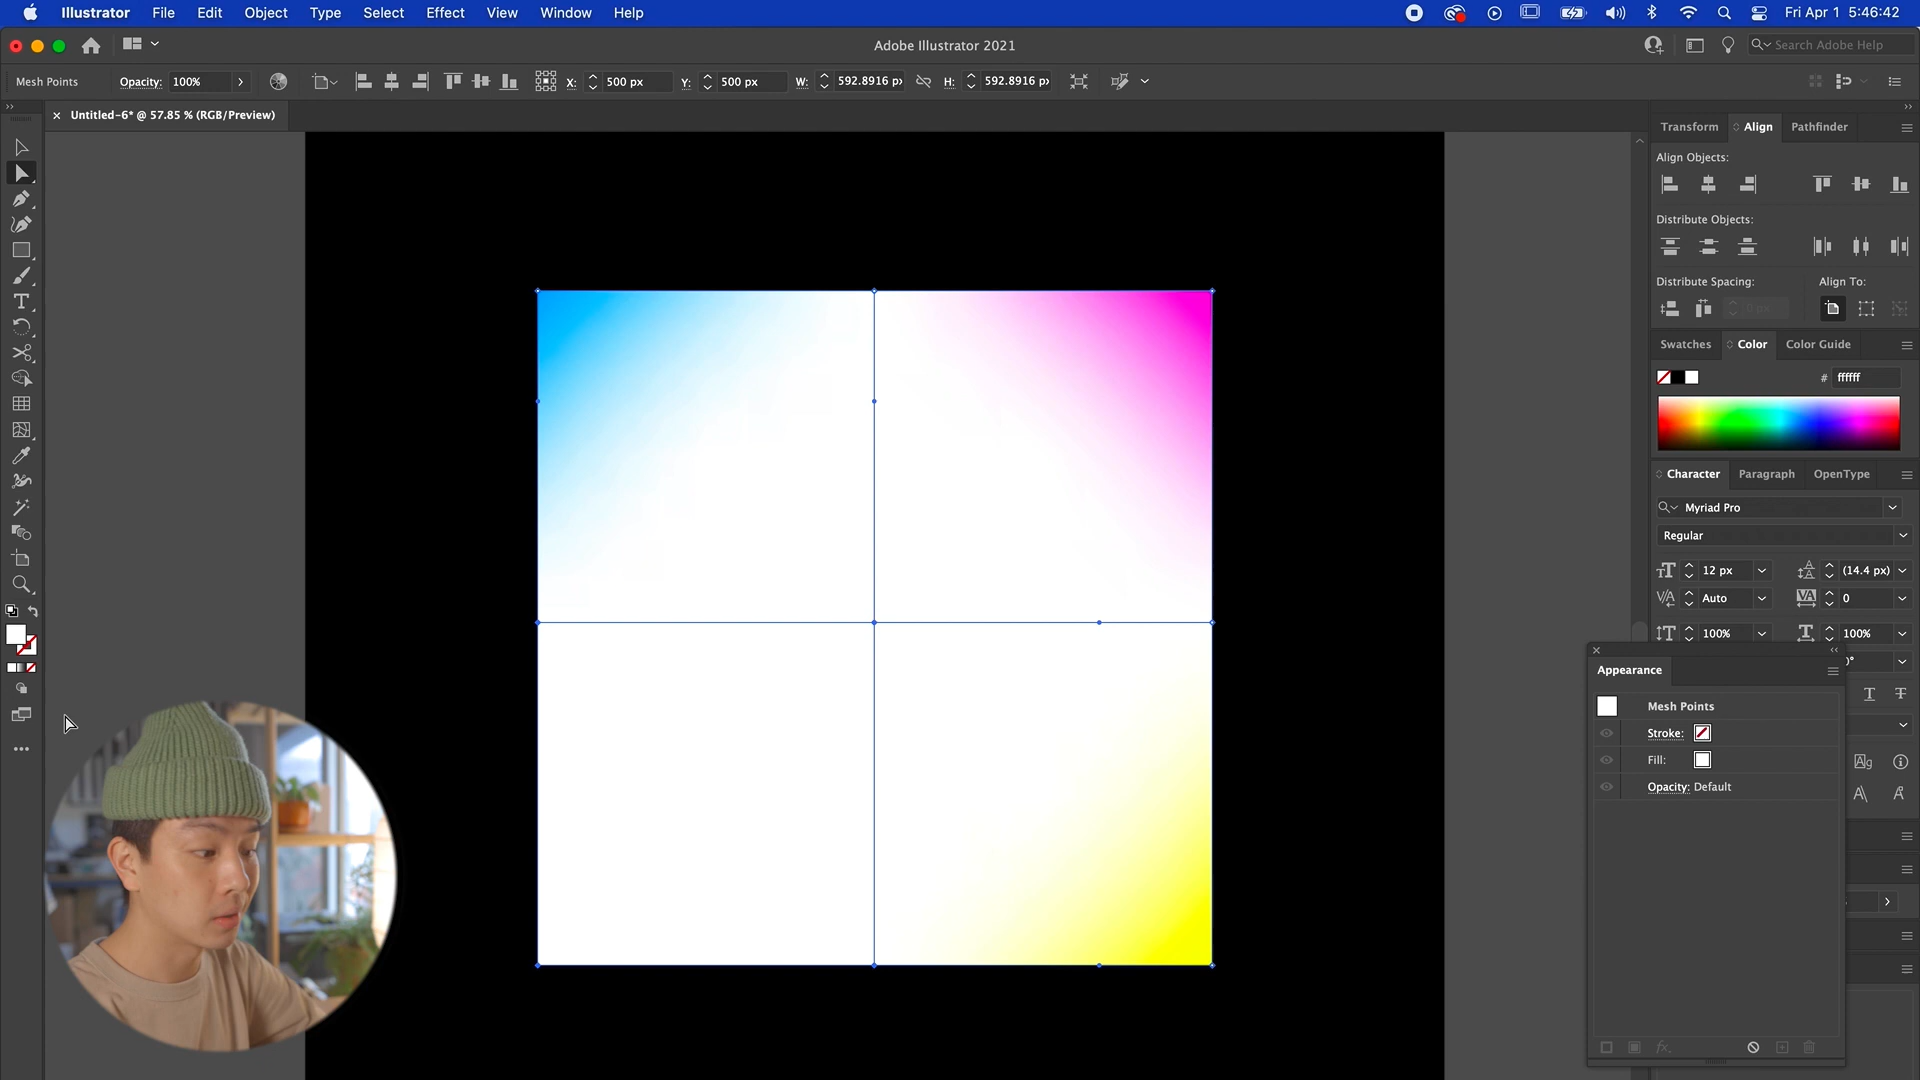 Illustrator File Edit Object Type Select Effect View Window Help
Fri Apr 1 5:46:42
Adobe Illustrator 2021
Search Adobe Help
Mesh Points
Opacity: 100%
X: 500 px
Y: 500 px
W: 592.8916 p
H: 592.8916 p
× Untitled-6* @ 57.85 % (RGB/Preview)
Transform Align Pathfinder
Align Objects:
Distribute Objects:
Distribute Spacing: Align To:
Swatches Color Color Guide
# ffffff
Character Paragraph OpenType
Myriad Pro
Regular
12 px (14.4 px)
Auto 0
100% 100%
Appearance
Mesh Points
Stroke:
Fill:
Opacity: Default